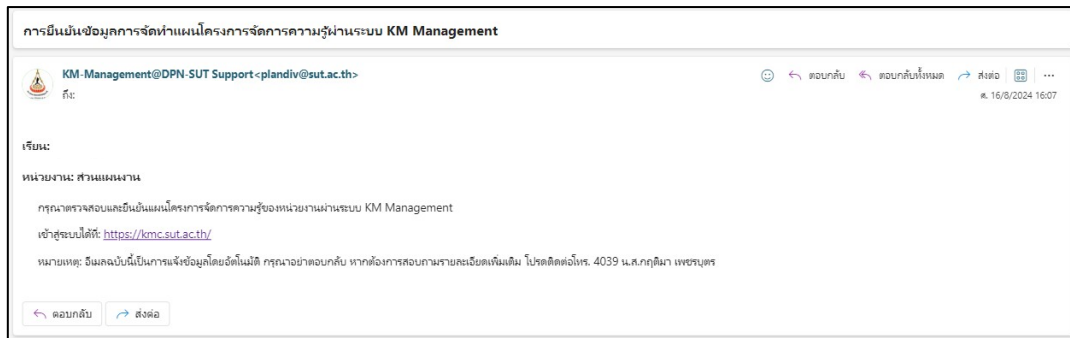 การยืนยันข้อมูลการจัดทำแผนโครงการจัดการความรู้ผ่านระบบ KM Management
KM-Management@DPN-SUT Support<plandiv@sut.ac.th>
ตอบกลับ ตอบกลับทั้งหมด ส่งต่อ
ถึง:
ศ. 16/8/2024 16:07
เรียน:
หน่วยงาน: ส่วนแผนงาน
กรุณาตรวจสอบและยืนยันแผนโครงการจัดการความรู้ของหน่วยงานผ่านระบบ KM Management
เข้าสู่ระบบได้ที่: https://kmc.sut.ac.th/
หมายเหตุ: อีเมลฉบับนี้เป็นการแจ้งข้อมูลโดยอัตโนมัติ กรุณาอย่าตอบกลับ หากต้องการสอบถามรายละเอียดเพิ่มเติม โปรดติดต่อโทร. 4039 น.ส.กฤติมา เพชรบุตร
ตอบกลับ ส่งต่อ